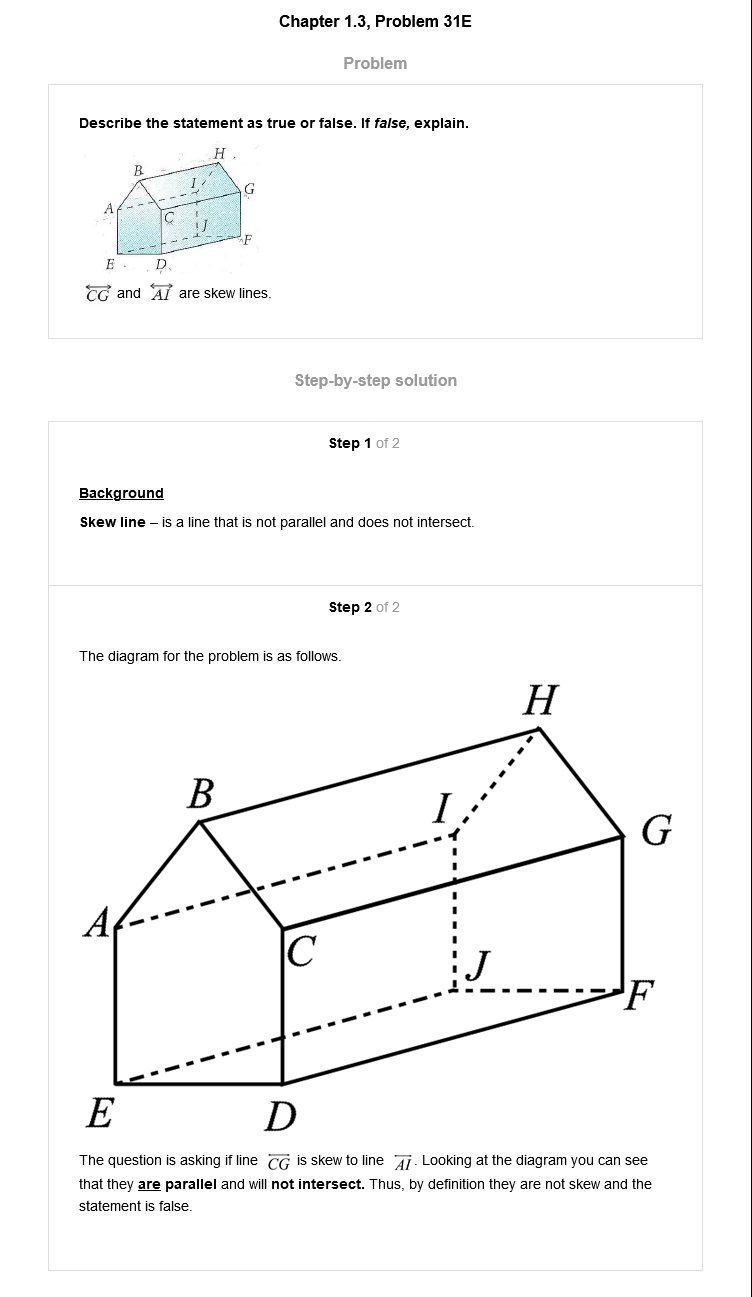 Chapter 1.3, Problem 31E
Problem
Describe the statement as true or false. If false, explain.
H
B
I
G
A
C
J
F
E
D
CG and AI are skew lines.
Step-by-step solution
Step 1 of 2
Background
Skew line – is a line that is not parallel and does not intersect.
Step 2 of 2
The diagram for the problem is as follows.
H
B
I
G
A
C
J
F
E
D
The question is asking if line CG is skew to line AI. Looking at the diagram you can see
that they are parallel and will not intersect. Thus, by definition they are not skew and the
statement is false.